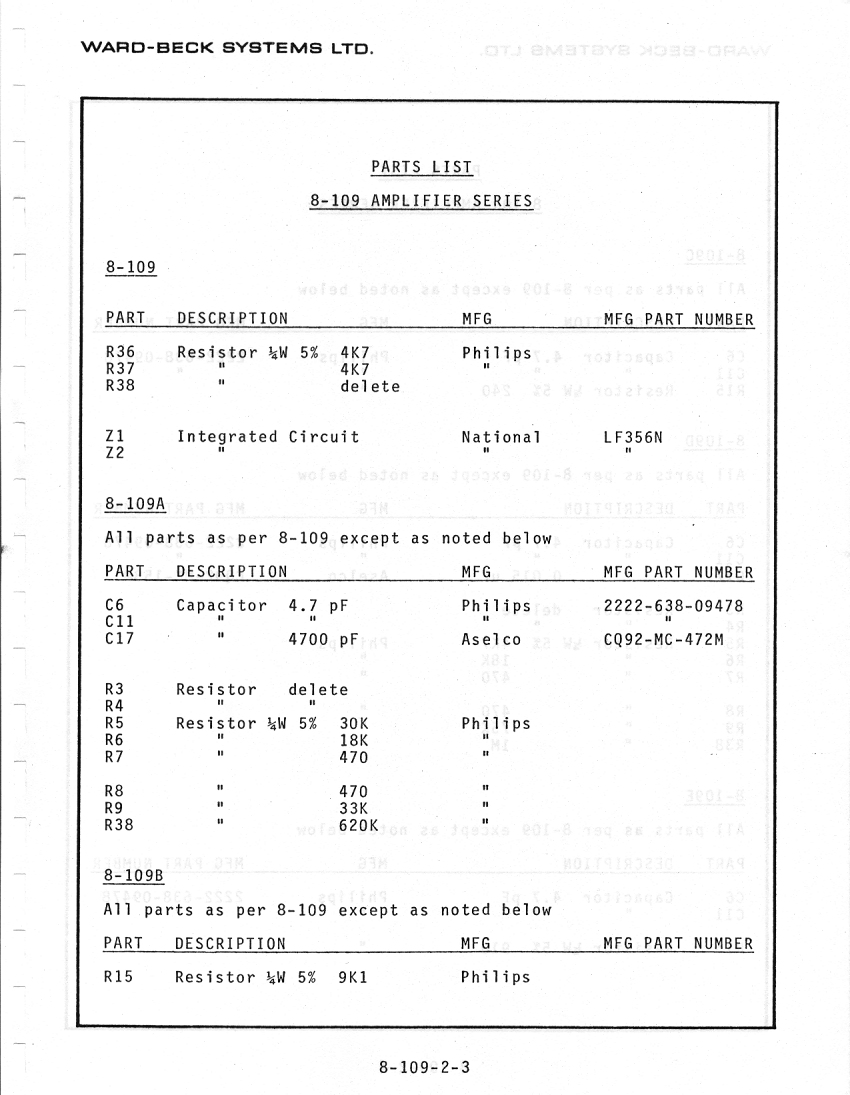 WARD-BECK SYSTEMS LTD.
PARTS LIST
8-109 AMPLIFIER SERIES
8-109
PART DESCRIPTION MFG MFG PART NUMBER
R36 Resistor ¼W 5% 4K7 Philips
R37 " 4K7 "
R38 " delete
Z1 Integrated Circuit National LF356N
Z2 " " "
8-109A
All parts as per 8-109 except as noted below
PART DESCRIPTION MFG MFG PART NUMBER
C6 Capacitor 4.7 pF Philips 2222-638-09478
C11 " " " "
C17 " 4700 pF Aselco CQ92-MC-472M
R3 Resistor delete
R4 " "
R5 Resistor ¼W 5% 30K Philips
R6 " 18K "
R7 " 470 "
R8 " 470 "
R9 " 33K "
R38 " 620K "
8-109B
All parts as per 8-109 except as noted below
PART DESCRIPTION MFG MFG PART NUMBER
R15 Resistor ¼W 5% 9K1 Philips
8-109-2-3